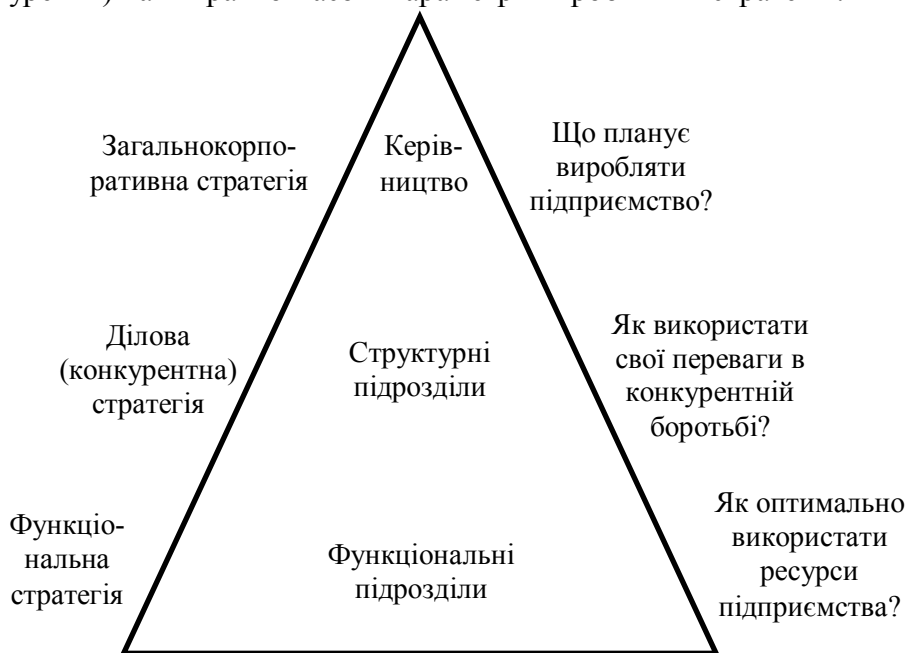 Загальнокорпо-
ративна стратегія
Керів-
ництво
Що планує
виробляти
підприємство?
Ділова
(конкурентна)
стратегія
Структурні
підрозділи
Як використати
свої переваги в
конкурентній
боротьбі?
Функціо-
нальна
стратегія
Функціональні
підрозділи
Як оптимально
використати
ресурси
підприємства?